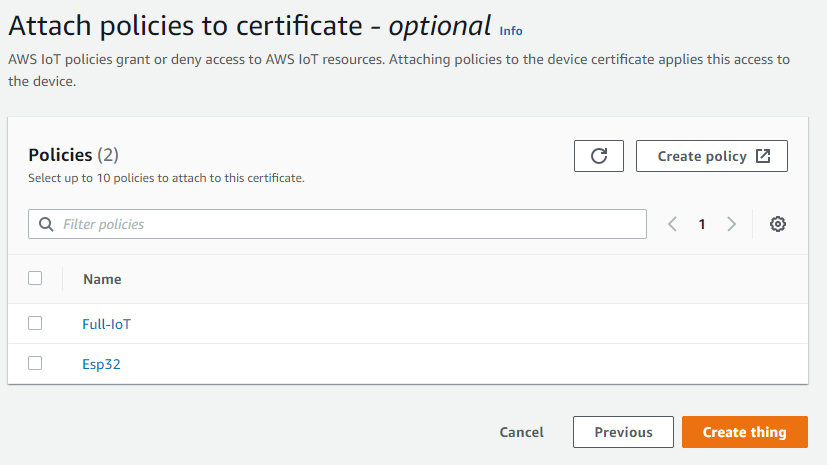 Attach policies to certificate - optional Info
AWS IoT policies grant or deny access to AWS IoT resources. Attaching policies to the device certificate applies this access to
the device.
Policies (2)
Create policy
Select up to 10 policies to attach to this certificate.
Filter policies
1
Name
Full-IoT
Esp32
Cancel
Previous
Create thing